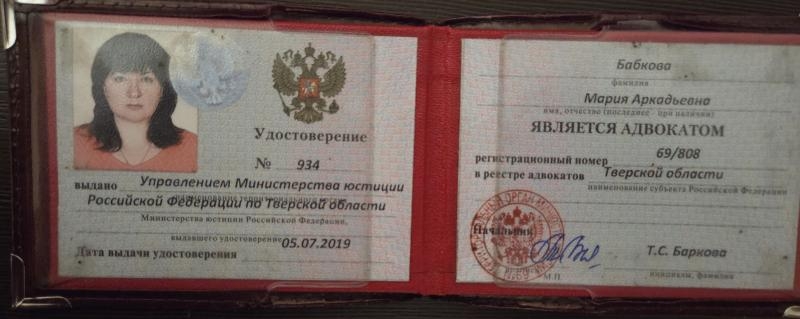 Удостоверение
№ 934
выдано Управлением Министерства юстиции
Российской Федерации по Тверской области
Министерства юстиции Российской Федерации,
выдавшего удостоверение
05.07.2019
Дата выдачи удостоверения
Бабкова
фамилия
Мария Аркадьевна
имя, отчество (последнее - при наличии)
ЯВЛЯЕТСЯ АДВОКАТОМ
регистрационный номер 69/808
в реестре адвокатов Тверской области
наименование субъекта Российской Федерации
Начальник
Т.С. Баркова
М.П.
инициалы, фамилия